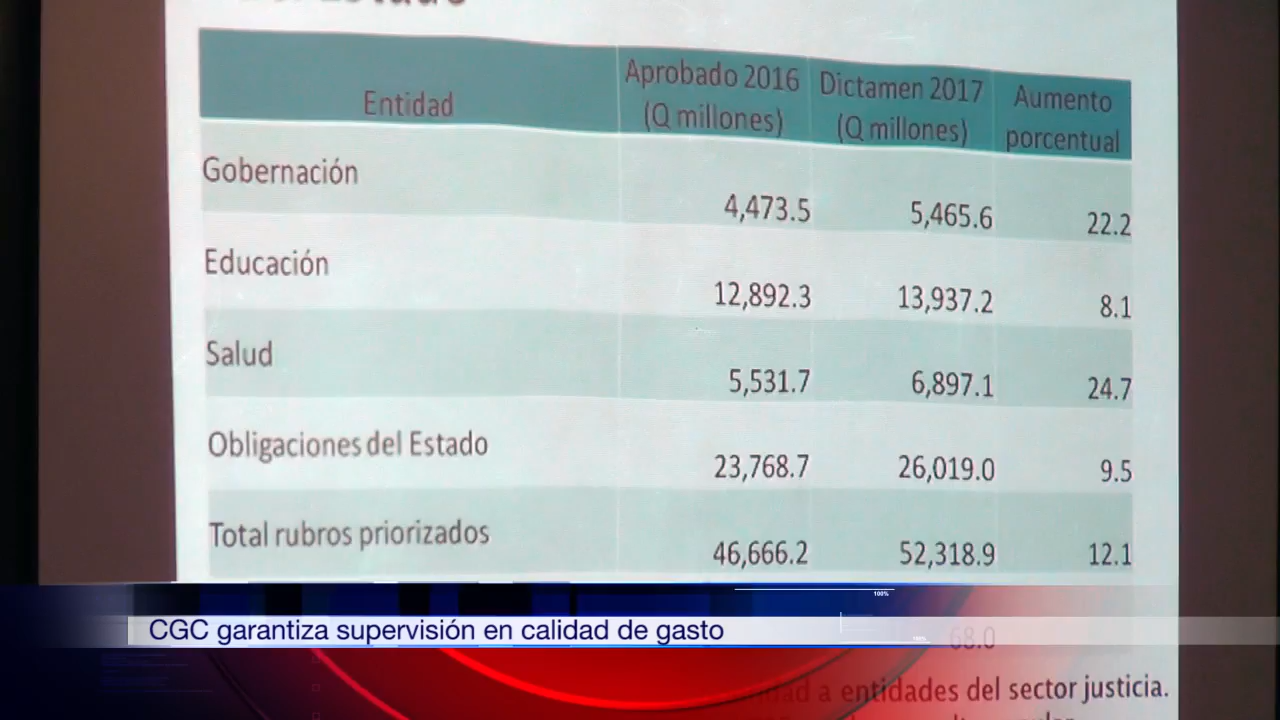 Entidad Aprobado 2016 (Q millones) Dictamen 2017 (Q millones) Aumento porcentual
Gobernación 4,473.5 5,465.6 22.2
Educación 12,892.3 13,937.2 8.1
Salud 5,531.7 6,897.1 24.7
Obligaciones del Estado 23,768.7 26,019.0 9.5
Total rubros priorizados 46,666.2 52,318.9 12.1
100%
CGC garantiza supervisión en calidad de gasto
100%
68.0
a entidades del sector justicia.